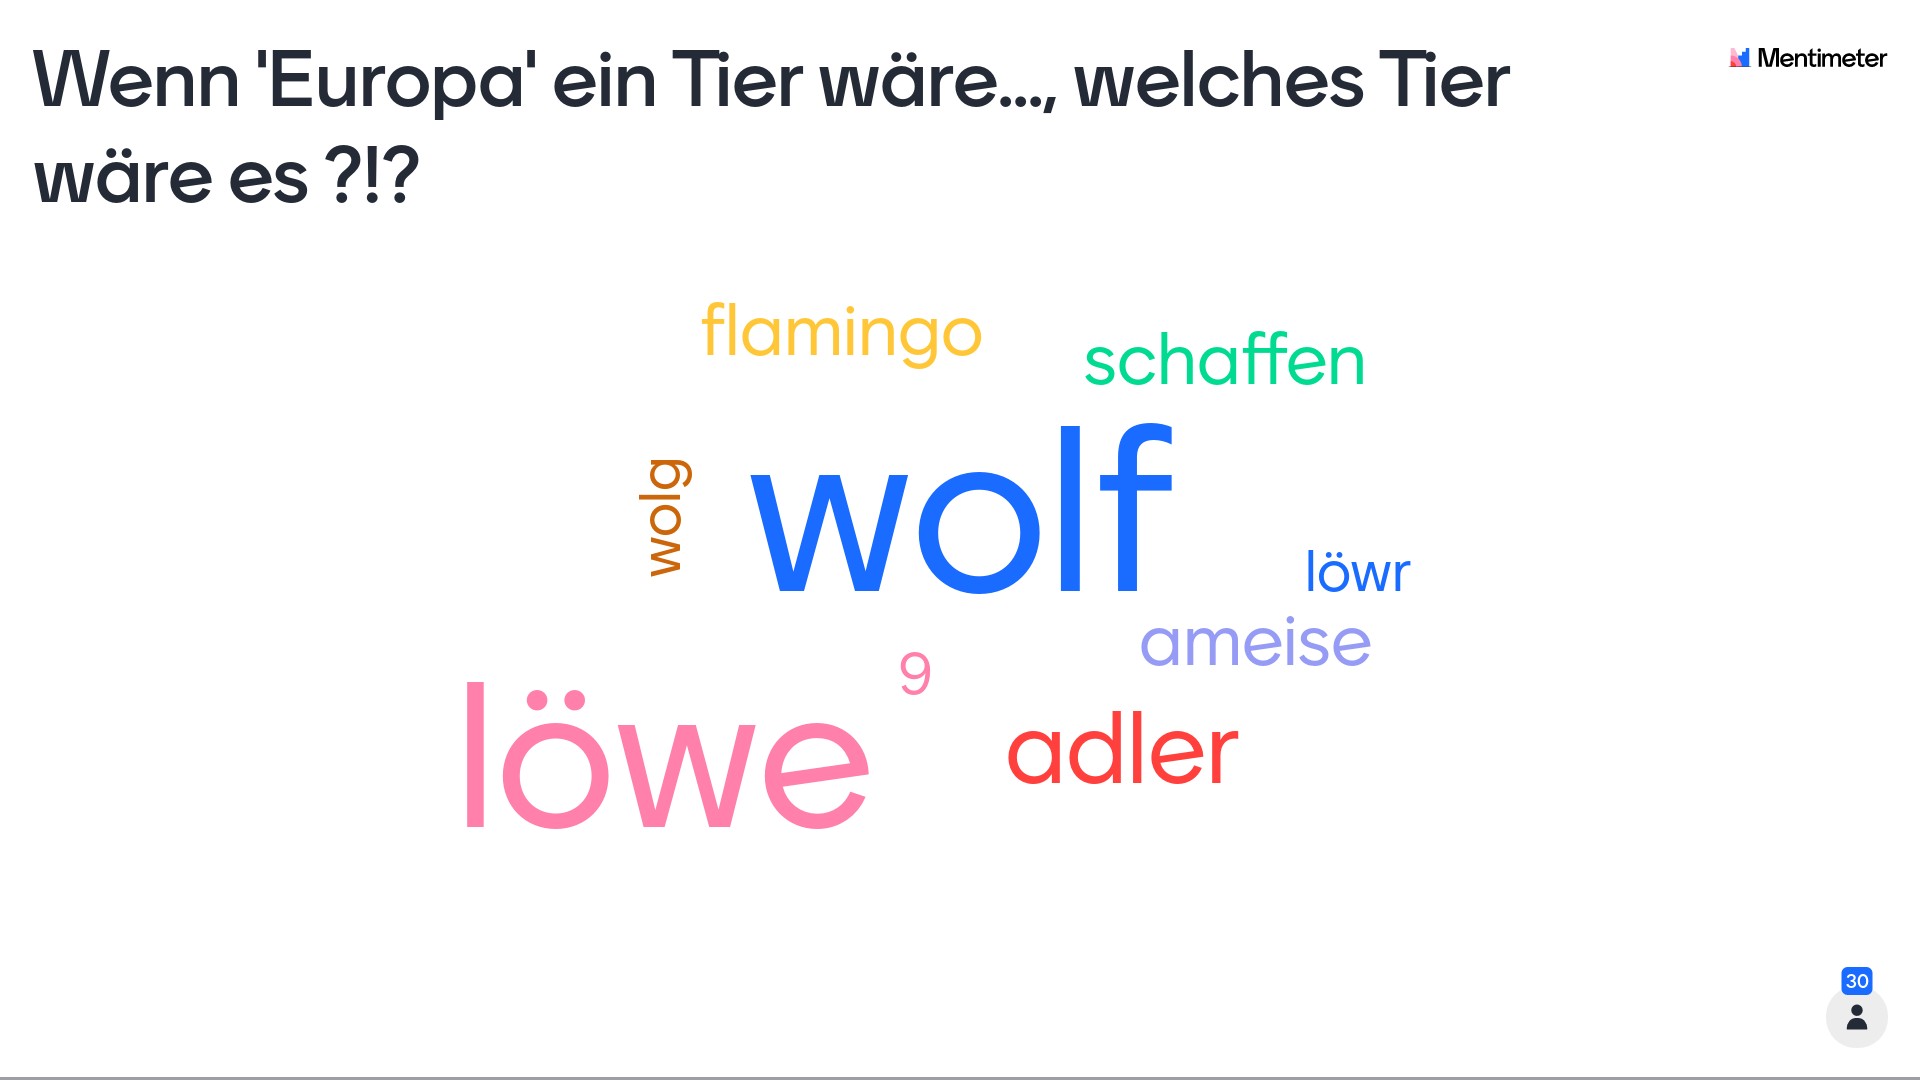 Wenn 'Europa' ein Tier wäre..., welches Tier
wäre es ?!?
Mentimeter
flamingo
schaffen
wolg
wolf
löwr
ameise
9
löwe
adler
30